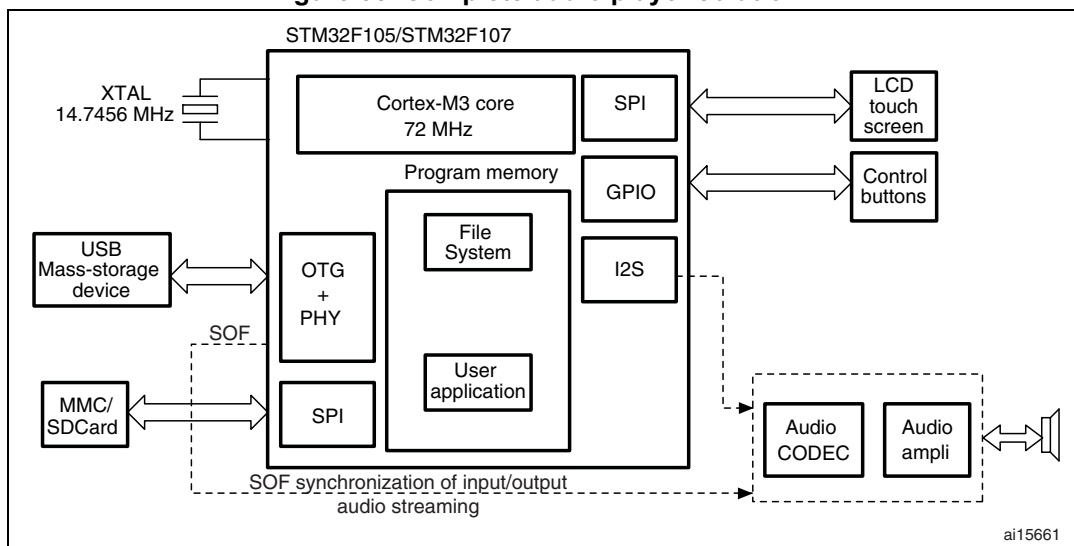 STM32F105/STM32F107
XTAL
14.7456 MHz
Cortex-M3 core
72 MHz
SPI
LCD
touch
screen
Program memory
GPIO
Control
buttons
File
System
I2S
USB
Mass-storage
device
OTG
+
PHY
SOF
User
application
MMC/
SDCard
SPI
Audio
CODEC
Audio
ampli
SOF synchronization of input/output
audio streaming
ai15661